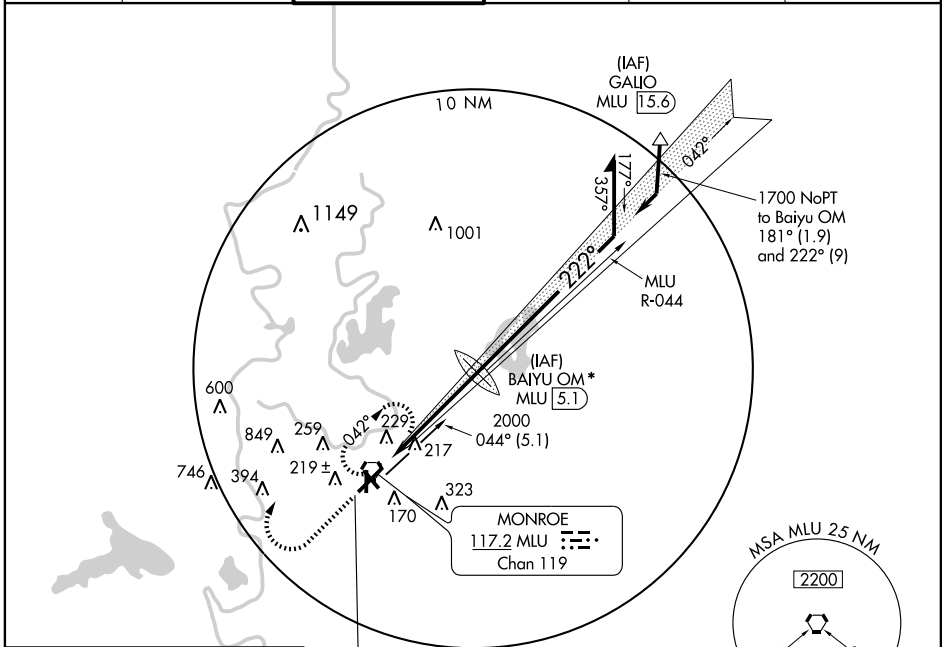 10 NM
(IAF)
GALIO
MLU 15.6
042°
177°
357°
1700 NoPT
to Baiyu OM
181° (1.9)
and 222° (9)
1149
1001
222°
MLU
R-044
(IAF)
BAIYU OM*
MLU 5.1
600
2000
044° (5.1)
042°
229
259
849
217
219 ±
746
394
170
323
MONROE
117.2 MLU
Chan 119
MSA MLU 25 NM
2200